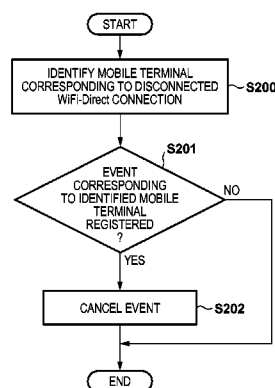 START
IDENTIFY MOBILE TERMINAL
CORRESPONDING TO DISCONNECTED
WiFi-Direct CONNECTION
S200
S201
EVENT
CORRESPONDING
TO IDENTIFIED MOBILE
TERMINAL
REGISTERED
?
NO
YES
CANCEL EVENT
S202
END